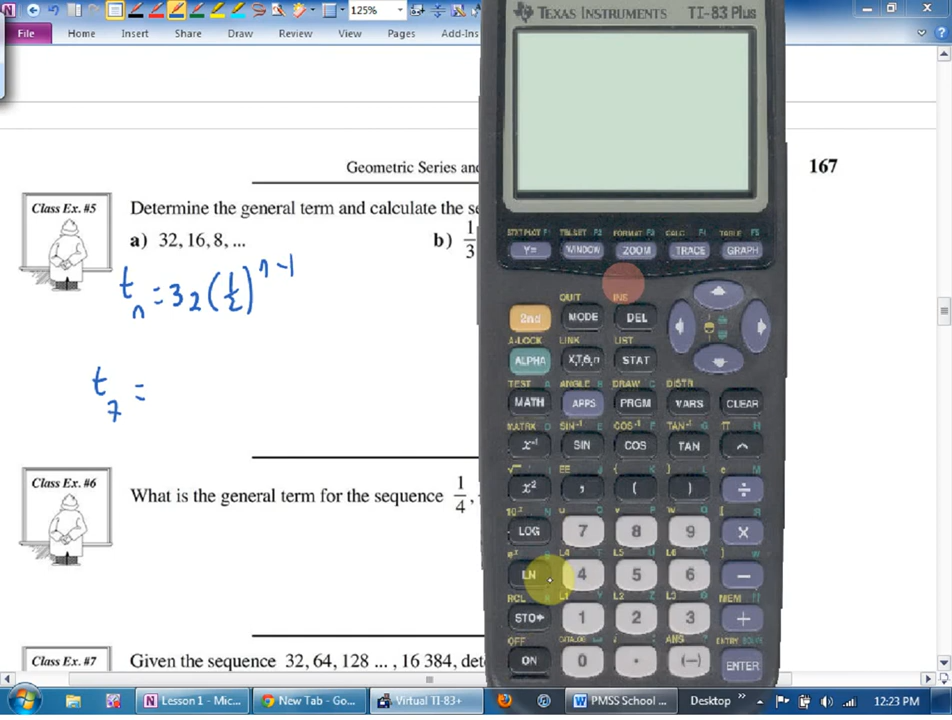 125%
File Home Insert Share Draw Review View Pages Add-Ins
TEXAS INSTRUMENTS TI-83 Plus
Geometric Series an
167
Class Ex. #5
Determine the general term and calculate the se
a) 32, 16, 8, ...
b) 1/3
t_n = 32(1/2)^{n-1}
t_7 =
Class Ex. #6
What is the general term for the sequence 1/4,
Class Ex. #7
Given the sequence 32, 64, 128 ... , 16 384, det
STAT PLOT F1 TBLSET F2 FORMAT F3 CALC F4 TABLE F5
Y= WINDOW ZOOM TRACE GRAPH
QUIT INS
2nd MODE DEL
A-LOCK LINK LIST
ALPHA X,T,θ,n STAT
TEST A ANGLE B DRAW C DISTR
MATH APPS PRGM VARS CLEAR
MATRX D SIN⁻¹ E COS⁻¹ F TAN⁻¹ G π H
x⁻¹ SIN COS TAN ^
√ I EE J { K } L e M
x² , ( ) ÷
10ˣ N u O v P w Q [ R
LOG 7 8 9 ×
eˣ S L4 T L5 U L6 V ] W
LN 4 5 6 −
RCL X L1 Y L2 Z L3 θ MEM "
STO▸ 1 2 3 +
OFF CATALOG i : ANS ? ENTRY SOLVE
ON 0 . (−) ENTER
Lesson 1 - Mic... New Tab - Go... Virtual TI-83+ PMSS School ... Desktop » 12:23 PM